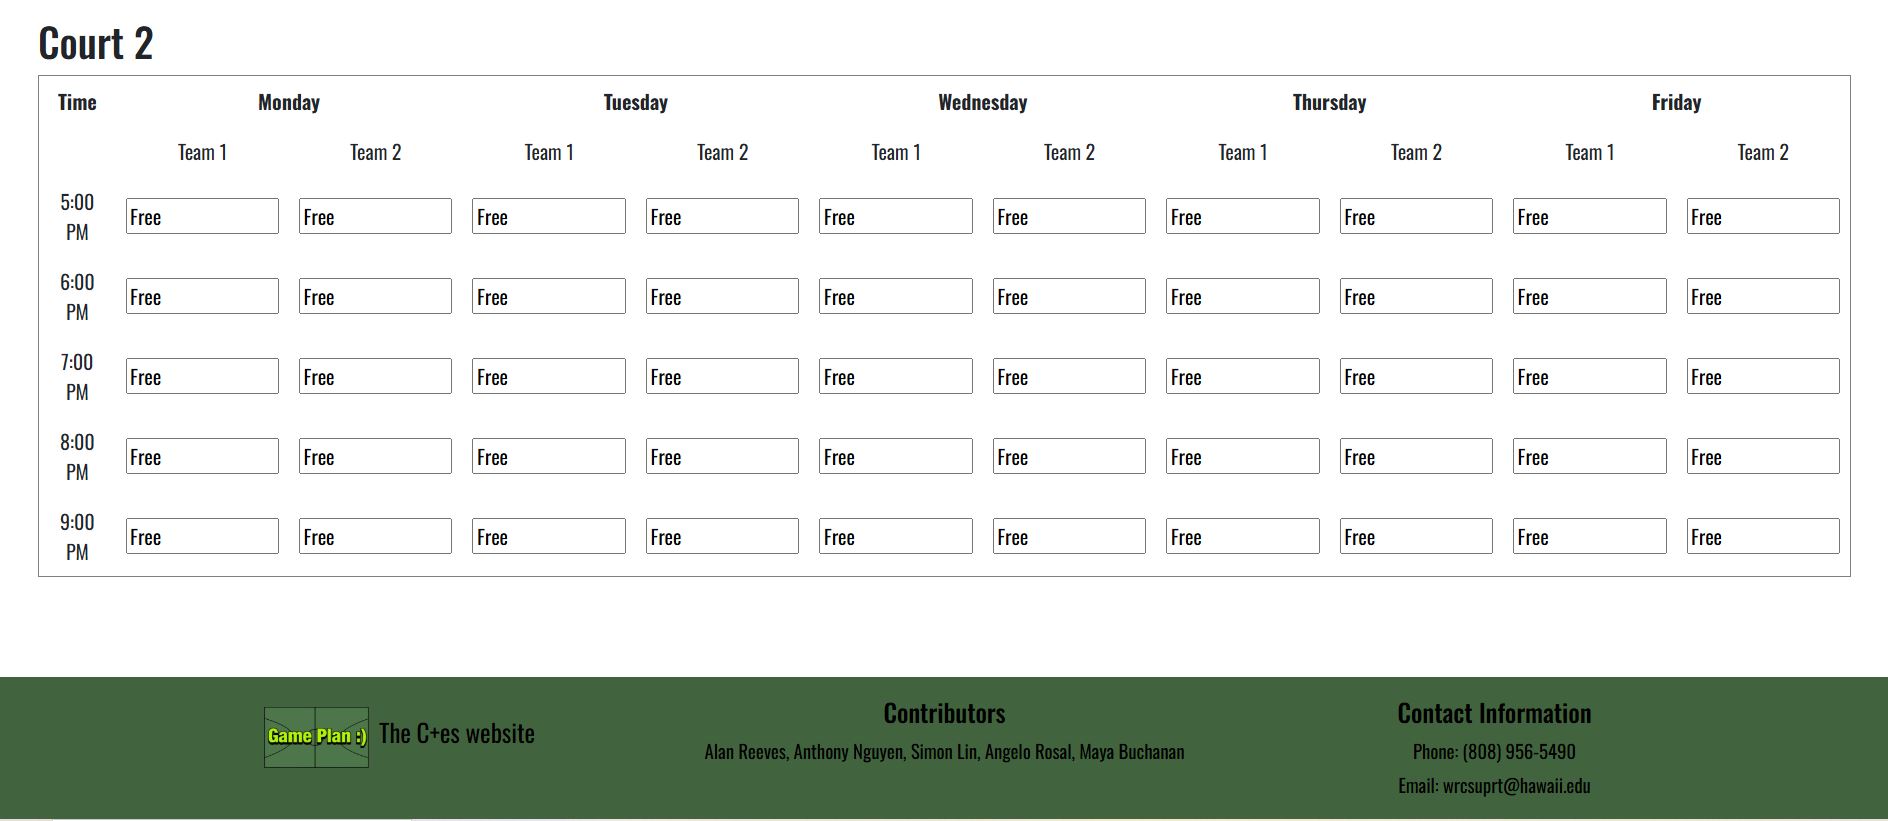 Court 2
Time Monday Tuesday Wednesday Thursday Friday
Team 1 Team 2 Team 1 Team 2 Team 1 Team 2 Team 1 Team 2 Team 1 Team 2
5:00 PM Free Free Free Free Free Free Free Free Free Free
6:00 PM Free Free Free Free Free Free Free Free Free Free
7:00 PM Free Free Free Free Free Free Free Free Free Free
8:00 PM Free Free Free Free Free Free Free Free Free Free
9:00 PM Free Free Free Free Free Free Free Free Free Free
Game Plan :) The C+es website
Contributors
Alan Reeves, Anthony Nguyen, Simon Lin, Angelo Rosal, Maya Buchanan
Contact Information
Phone: (808) 956-5490
Email: wrcsuprt@hawaii.edu